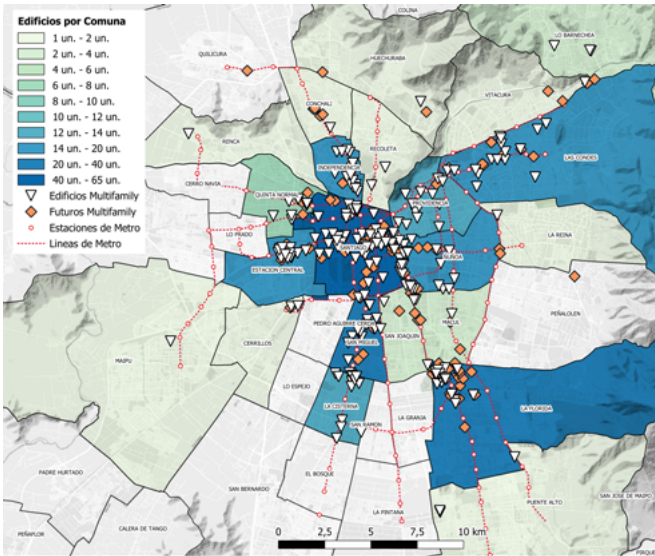 Edificios por Comuna
1 un. - 2 un.
2 un. - 4 un.
4 un. - 6 un.
6 un. - 8 un.
8 un. - 10 un.
10 un. - 12 un.
12 un. - 14 un.
14 un. - 20 un.
20 un. - 40 un.
40 un. - 65 un.
Edificios Multifamily
Futuros Multifamily
Estaciones de Metro
Lineas de Metro
COLINA
LO BARNECHEA
QUILICURA
HUECHURABA
VITACURA
CONCHALI
RENCA
RECOLETA
LAS CONDES
INDEPENDENCIA
CERRO NAVIA
QUINTA NORMAL
PROVIDENCIA
LO PRADO
SANTIAGO
LA REINA
ÑUÑOA
ESTACION CENTRAL
PEÑALOLEN
MACUL
PEDRO AGUIRRE CERDA
SAN JOAQUIN
CERRILLOS
SAN MIGUEL
MAIPU
LO ESPEJO
LA CISTERNA
LA FLORIDA
LA GRANJA
SAN RAMON
EL BOSQUE
PADRE HURTADO
SAN BERNARDO
PUENTE ALTO
SAN JOSE DE MAIPO
LA PINTANA
PEÑAFLOR
CALERA DE TANGO
0 2,5 5 7,5 10 km
PIRQUE